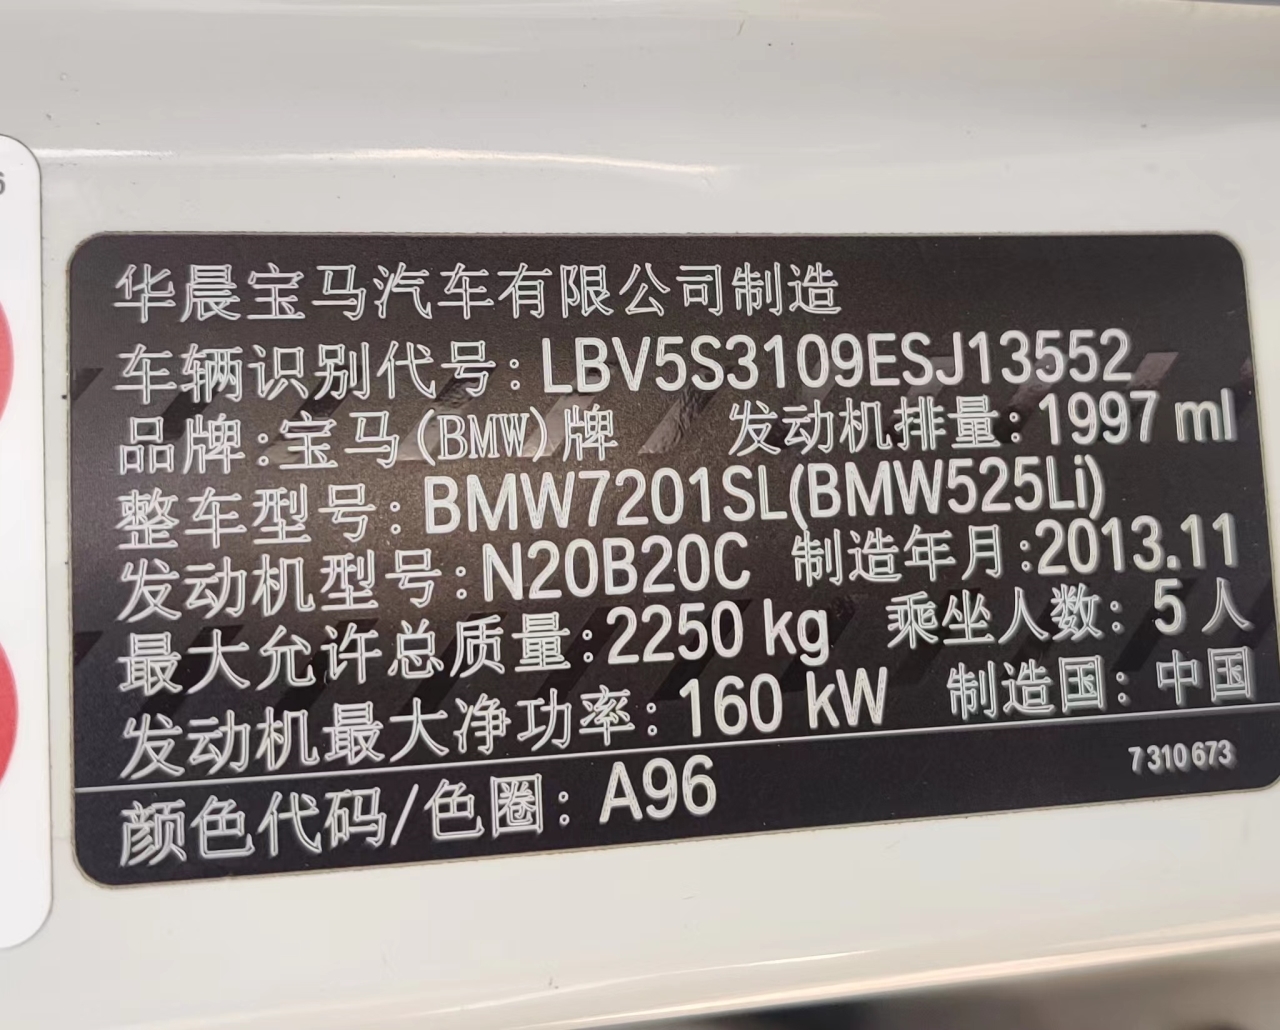 6
华晨宝马汽车有限公司制造
车辆识别代号：LBV5S3109ESJ13552
品牌：宝马(BMW)牌 发动机排量：1997 ml
整车型号：BMW7201SL(BMW525Li)
发动机型号：N20B20C 制造年月：2013.11
最大允许总质量：2250 kg 乘坐人数：5人
发动机最大净功率：160 kW 制造国：中国
7310673
颜色代码/色圈：A96